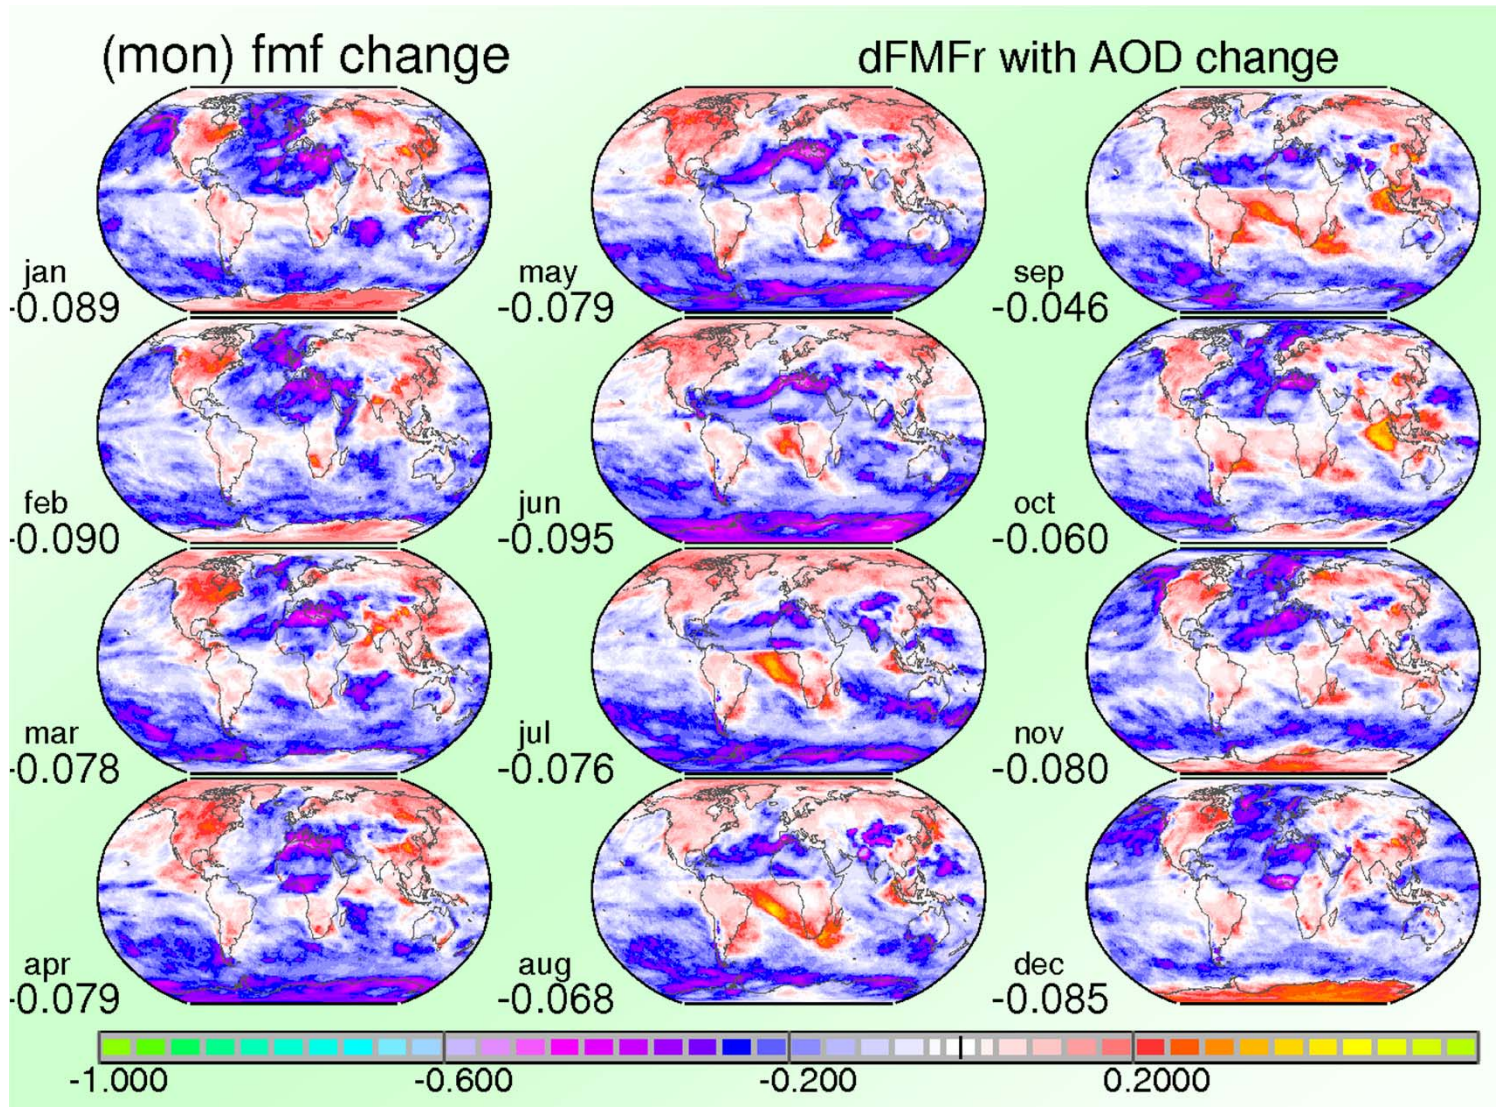 (mon) fmf change
dFMFr with AOD change
jan
-0.089
may
-0.079
sep
-0.046
feb
-0.090
jun
-0.095
oct
-0.060
mar
-0.078
jul
-0.076
nov
-0.080
apr
-0.079
aug
-0.068
dec
-0.085
-1.000 -0.600 -0.200 0.2000